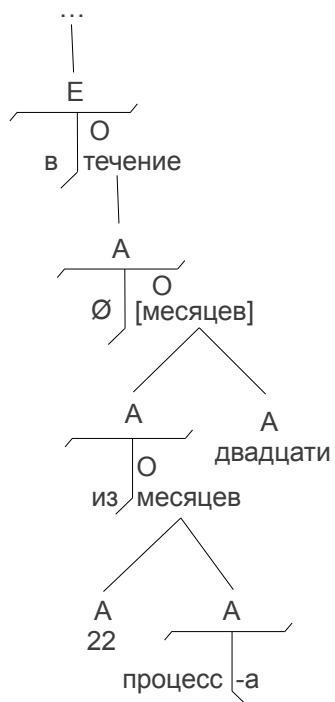 ...
Е
О
в течение
А
О
Ø [месяцев]
А А
О двадцати
из месяцев
А А
22
процесс -а